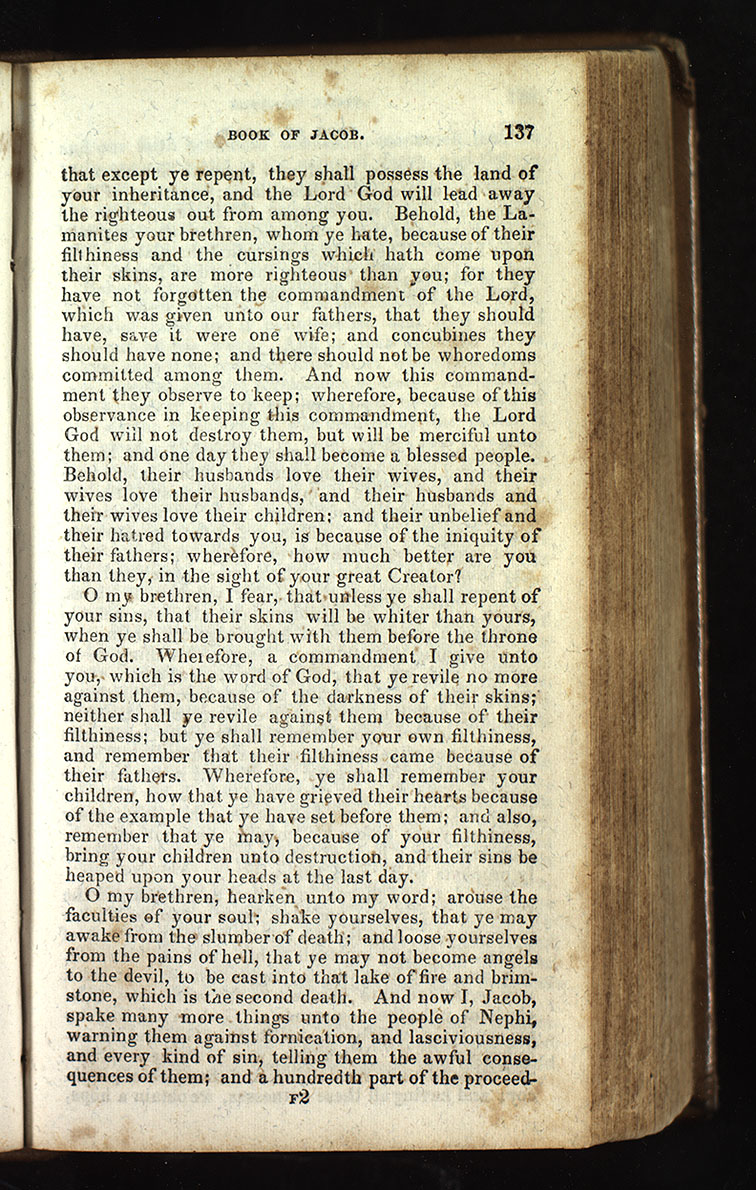 BOOK OF JACOB. 137
that except ye repent, they shall possess the land of
your inheritance, and the Lord God will lead away
the righteous out from among you. Behold, the La-
manites your brethren, whom ye hate, because of their
filthiness and the cursings which hath come upon
their skins, are more righteous than you; for they
have not forgotten the commandment of the Lord,
which was given unto our fathers, that they should
have, save it were one wife; and concubines they
should have none; and there should not be whoredoms
committed among them. And now this command-
ment they observe to keep; wherefore, because of this
observance in keeping this commandment, the Lord
God will not destroy them, but will be merciful unto
them; and one day they shall become a blessed people.
Behold, their husbands love their wives, and their
wives love their husbands, and their husbands and
their wives love their children; and their unbelief and
their hatred towards you, is because of the iniquity of
their fathers; wherefore, how much better are you
than they, in the sight of your great Creator?
O my brethren, I fear, that unless ye shall repent of
your sins, that their skins will be whiter than yours,
when ye shall be brought with them before the throne
of God. Wherefore, a commandment I give unto
you, which is the word of God, that ye revile no more
against them, because of the darkness of their skins;
neither shall ye revile against them because of their
filthiness; but ye shall remember your own filthiness,
and remember that their filthiness came because of
their fathers. Wherefore, ye shall remember your
children, how that ye have grieved their hearts because
of the example that ye have set before them; and also,
remember that ye may, because of your filthiness,
bring your children unto destruction, and their sins be
heaped upon your heads at the last day.
O my brethren, hearken unto my word; arouse the
faculties of your soul; shake yourselves, that ye may
awake from the slumber of death; and loose yourselves
from the pains of hell, that ye may not become angels
to the devil, to be cast into that lake of fire and brim-
stone, which is the second death. And now I, Jacob,
spake many more things unto the people of Nephi,
warning them against fornication, and lasciviousness,
and every kind of sin, telling them the awful conse-
quences of them; and a hundredth part of the proceed-
F2